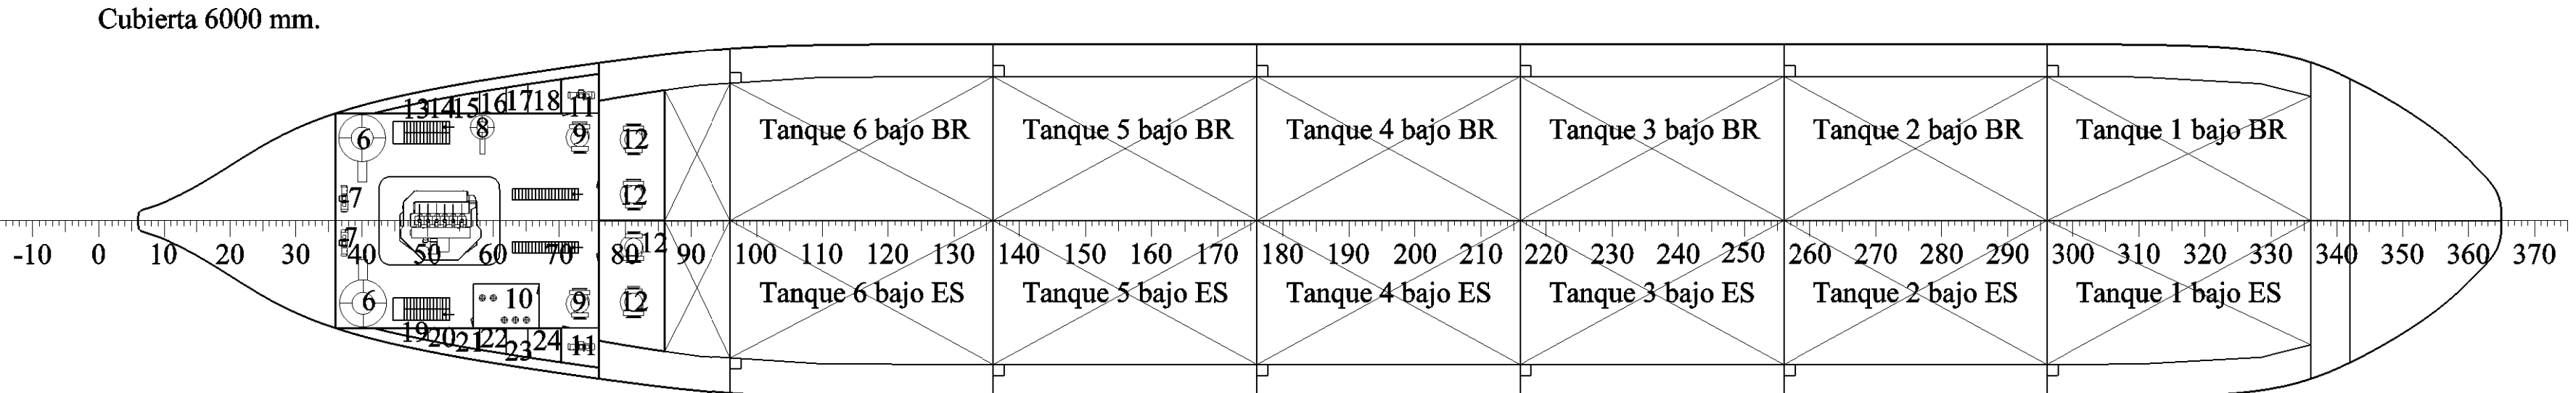 Cubierta 6000 mm.
13 14 15 16 17 18 11
6 8 9 12
Tanque 6 bajo BR Tanque 5 bajo BR Tanque 4 bajo BR Tanque 3 bajo BR Tanque 2 bajo BR Tanque 1 bajo BR
7 12
7 12
-10 0 10 20 30 40 50 60 70 80 90 100 110 120 130 140 150 160 170 180 190 200 210 220 230 240 250 260 270 280 290 300 310 320 330 340 350 360 370
6 10 9 12
Tanque 6 bajo ES Tanque 5 bajo ES Tanque 4 bajo ES Tanque 3 bajo ES Tanque 2 bajo ES Tanque 1 bajo ES
19 20 21 22 23 24 11